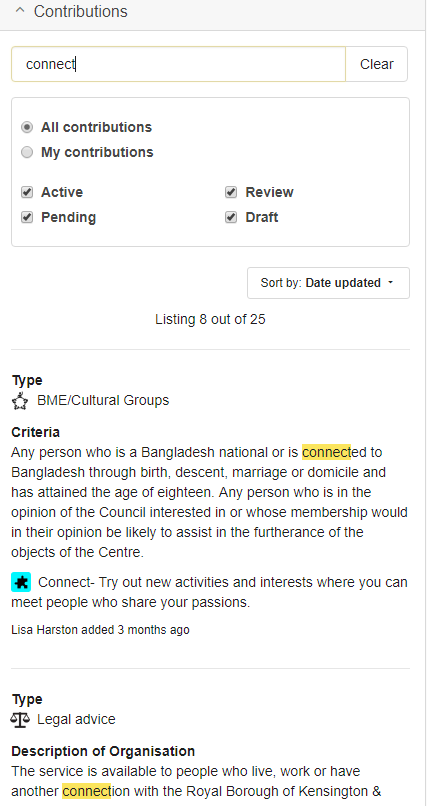 Contributions
connect
Clear
All contributions
My contributions
Active
Review
Pending
Draft
Sort by: Date updated
Listing 8 out of 25
Type
BME/Cultural Groups
Criteria
Any person who is a Bangladesh national or is connected to
Bangladesh through birth, descent, marriage or domicile and
has attained the age of eighteen. Any person who is in the
opinion of the Council interested in or whose membership would
in their opinion be likely to assist in the furtherance of the
objects of the Centre.
Connect- Try out new activities and interests where you can
meet people who share your passions.
Lisa Harston added 3 months ago
Type
Legal advice
Description of Organisation
The service is available to people who live, work or have
another connection with the Royal Borough of Kensington &